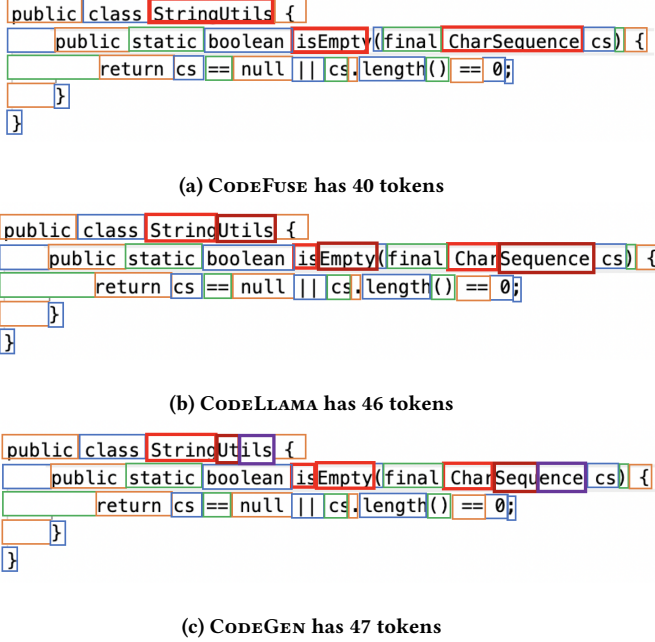 public class StringUtils {
public static boolean isEmpty(final CharSequence cs) {
return cs == null || cs.length() == 0;
}
}
(a) CODEFUSE has 40 tokens
public class StringUtils {
public static boolean isEmpty(final CharSequence cs) {
return cs == null || cs.length() == 0;
}
}
(b) CODELLAMA has 46 tokens
public class StringUtils {
public static boolean isEmpty(final CharSequence cs) {
return cs == null || cs.length() == 0;
}
}
(c) CODEGEN has 47 tokens